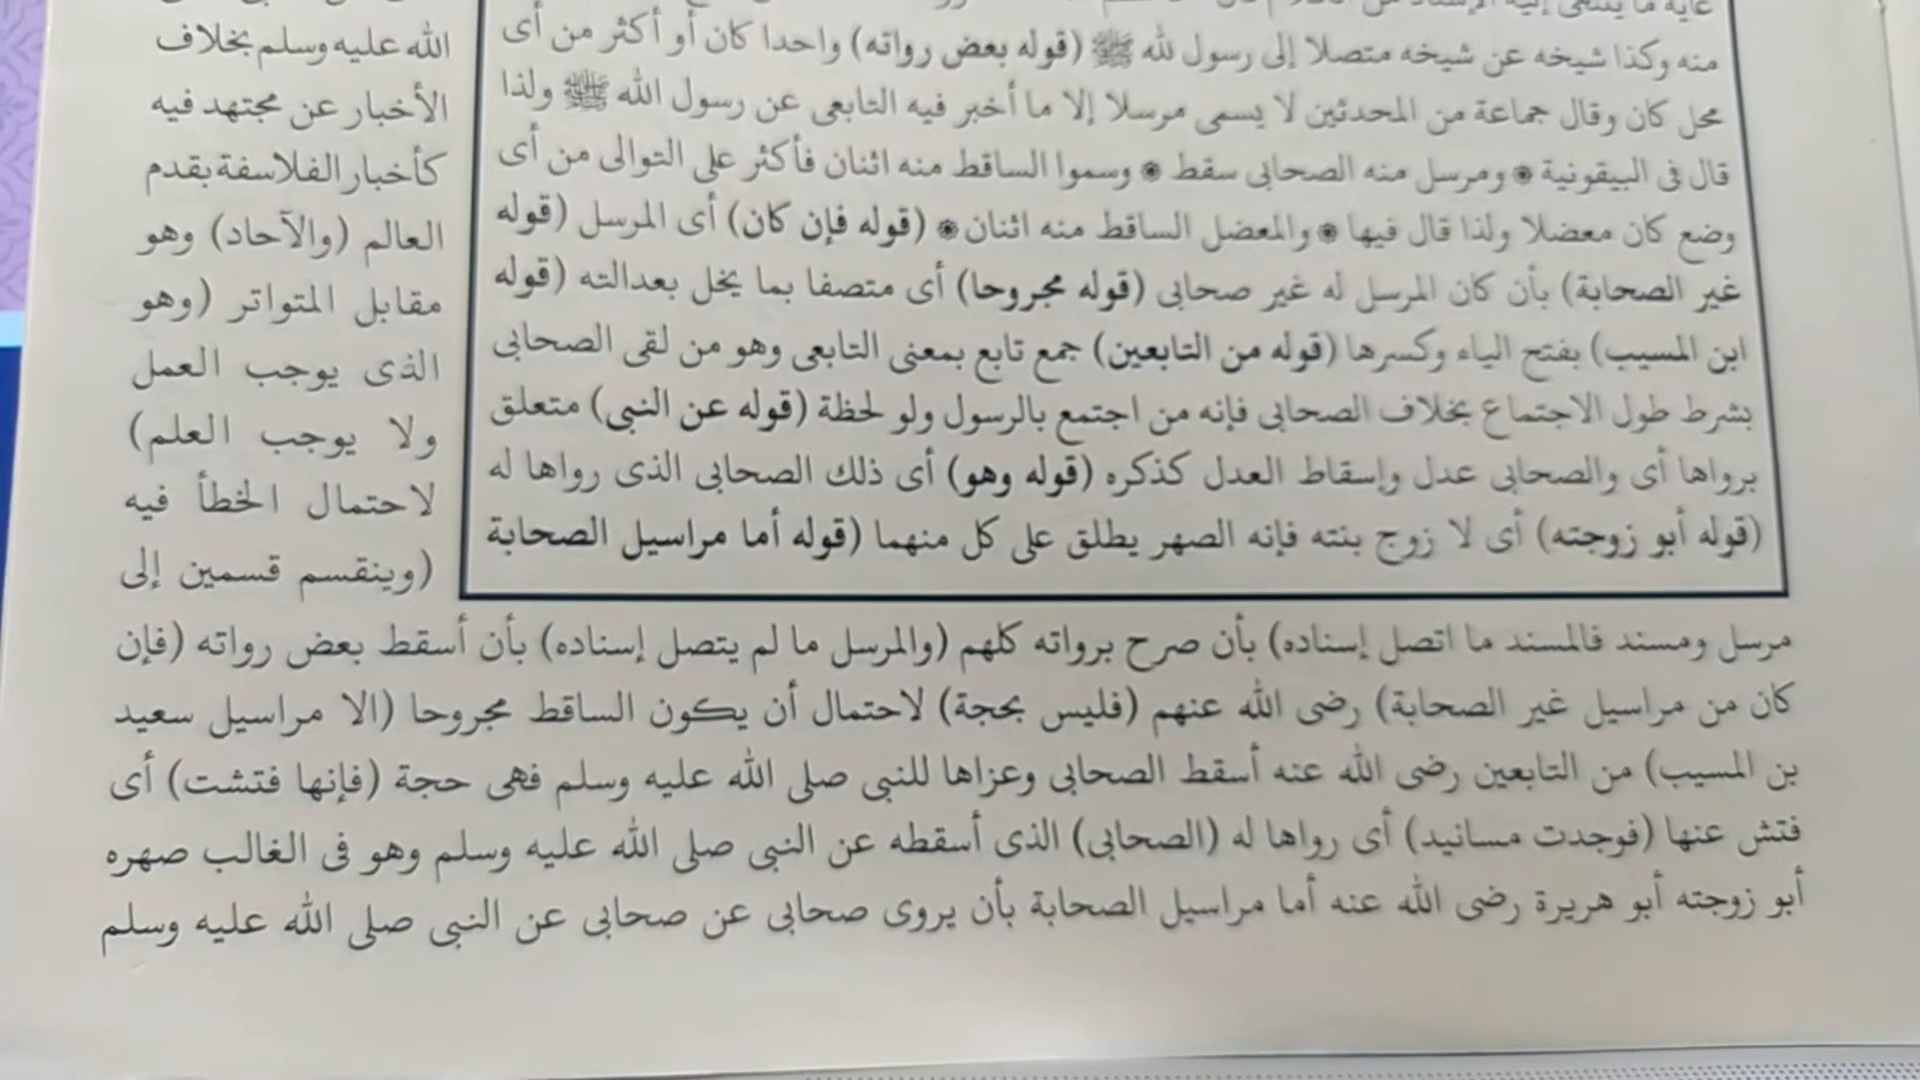 منه وكذا شيخه عن شيخه متصلا إلى رسول لله ﷺ (قوله بعض رواته) واحدا كان أو أكثر من أى
محل كان وقال جماعة من المحدثين لا يسمى مرسلا إلا ما أخبر فيه التابعى عن رسول الله ﷺ ولذا
قال فى البيقونية * ومرسل منه الصحابى سقط * وسموا الساقط منه اثنان فأكثر على التوالى من أى
وضع كان معضلا ولذا قال فيها * والمعضل الساقط منه اثنان * (قوله فإن كان) أى المرسل (قوله
غير الصحابة) بأن كان المرسل له غير صحابى (قوله مجروحا) أى متصفا بما يخل بعدالته (قوله
ابن المسيب) بفتح الياء وكسرها (قوله من التابعين) جمع تابع بمعنى التابعى وهو من لقى الصحابى
بشرط طول الاجتماع بخلاف الصحابى فإنه من اجتمع بالرسول ولو لحظة (قوله عن النبى) متعلق
برواها أى والصحابى عدل وإسقاط العدل كذكره (قوله وهو) أى ذلك الصحابى الذى رواها له
(قوله أبو زوجته) أى لا زوج بنته فإنه الصهر يطلق على كل منهما (قوله أما مراسيل الصحابة
الله عليه وسلم بخلاف
الأخبار عن مجتهد فيه
كأخبار الفلاسفة بقدم
العالم (والآحاد) وهو
مقابل المتواتر (وهو
الذى يوجب العمل
ولا يوجب العلم)
لاحتمال الخطأ فيه
(وينقسم قسمين إلى
مرسل ومسند فالمسند ما اتصل إسناده) بأن صرح برواته كلهم (والمرسل ما لم يتصل إسناده) بأن أسقط بعض رواته (فإن
كان من مراسيل غير الصحابة) رضى الله عنهم (فليس بحجة) لاحتمال أن يكون الساقط مجروحا (الا مراسيل سعيد
بن المسيب) من التابعين رضى الله عنه أسقط الصحابى وعزاها للنبى صلى الله عليه وسلم فهى حجة (فإنها فتشت) أى
فتش عنها (فوجدت مسانيد) أى رواها له (الصحابى) الذى أسقطه عن النبى صلى الله عليه وسلم وهو فى الغالب صهره
أبو زوجته أبو هريرة رضى الله عنه أما مراسيل الصحابة بأن يروى صحابى عن صحابى عن النبى صلى الله عليه وسلم